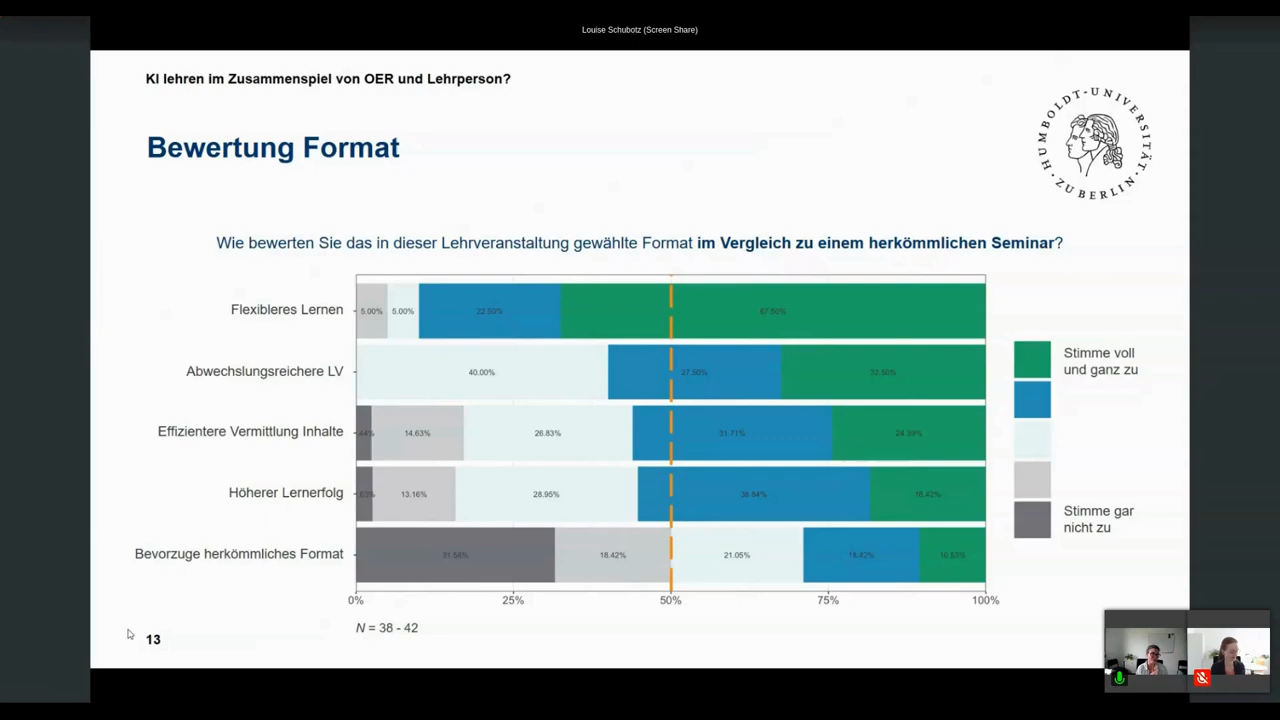 Louise Schubotz (Screen Share)
KI lehren im Zusammenspiel von OER und Lehrperson?
HUMBOLDT-UNIVERSITÄT ZU BERLIN
Bewertung Format
Wie bewerten Sie das in dieser Lehrveranstaltung gewählte Format im Vergleich zu einem herkömmlichen Seminar?
Flexibleres Lernen
5.00% 5.00% 22.50% 67.50%
Abwechslungsreichere LV
40.00% 27.50% 32.50%
Effizientere Vermittlung Inhalte
14.63% 26.83% 31.71% 24.39%
Höherer Lernerfolg
13.16% 28.95% 36.84% 18.42%
Bevorzuge herkömmliches Format
31.58% 18.42% 21.05% 18.42% 10.53%
0% 25% 50% 75% 100%
Stimme voll
und ganz zu
Stimme gar
nicht zu
N = 38 - 42
13